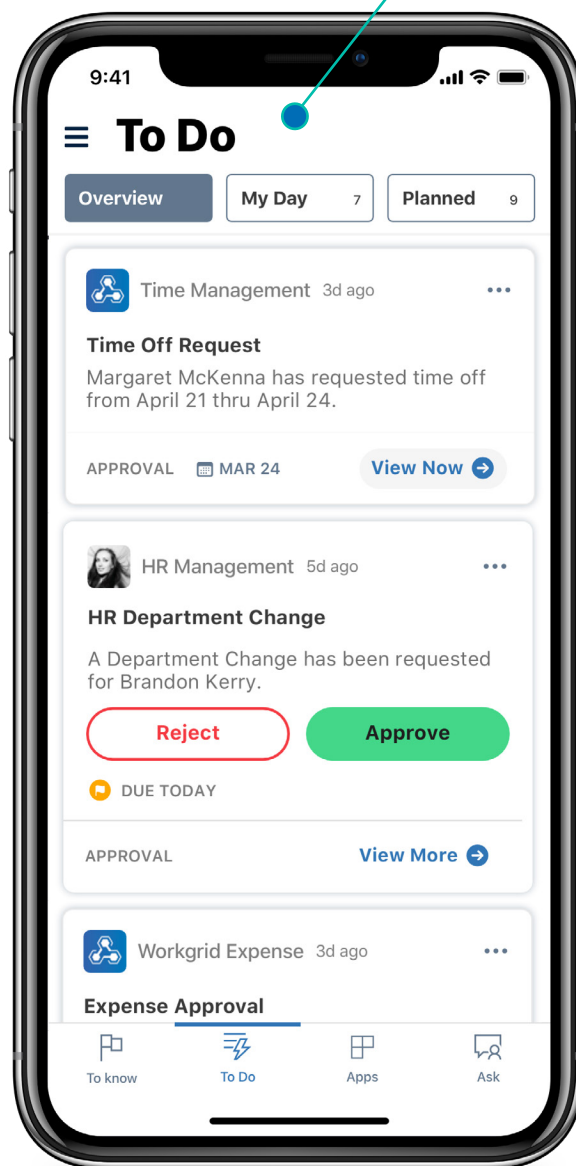 9:41
To Do
Overview
My Day 7
Planned 9
Time Management 3d ago
Time Off Request
Margaret McKenna has requested time off
from April 21 thru April 24.
APPROVAL MAR 24 View Now
HR Management 5d ago
HR Department Change
A Department Change has been requested
for Brandon Kerry.
Reject Approve
DUE TODAY
APPROVAL View More
Workgrid Expense 3d ago
Expense Approval
To know To Do Apps Ask